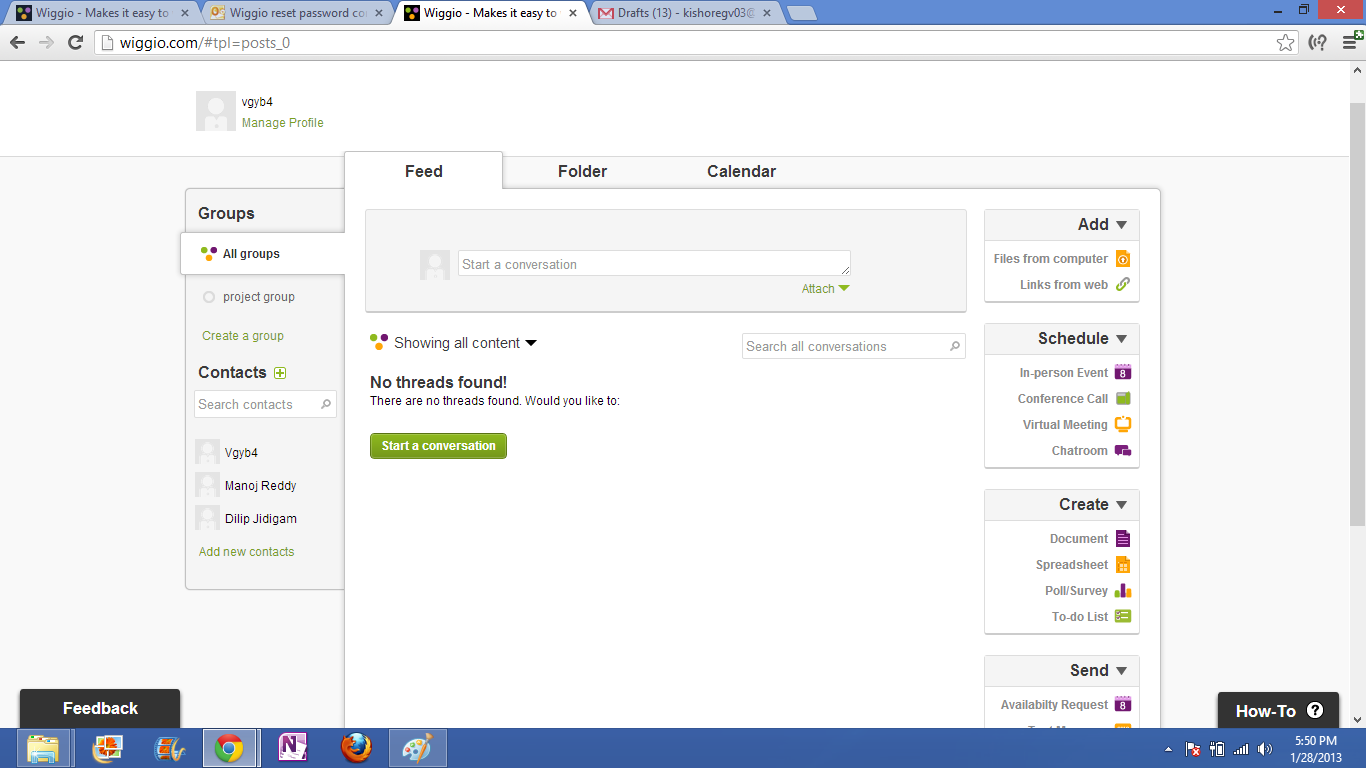 Wiggio - Makes it easy to
Wiggio reset password co
Wiggio - Makes it easy to
Drafts (13) - kishoregv03@
wiggio.com/#tpl=posts_0
vgyb4
Manage Profile
Feed
Folder
Calendar
Groups
All groups
project group
Create a group
Contacts
Search contacts
Vgyb4
Manoj Reddy
Dilip Jidigam
Add new contacts
Start a conversation
Attach
Showing all content
Search all conversations
No threads found!
There are no threads found. Would you like to:
Start a conversation
Add
Files from computer
Links from web
Schedule
In-person Event
8
Conference Call
Virtual Meeting
Chatroom
Create
Document
Spreadsheet
Poll/Survey
To-do List
Send
Availabilty Request
8
Feedback
How-To ?
N
5:50 PM
1/28/2013